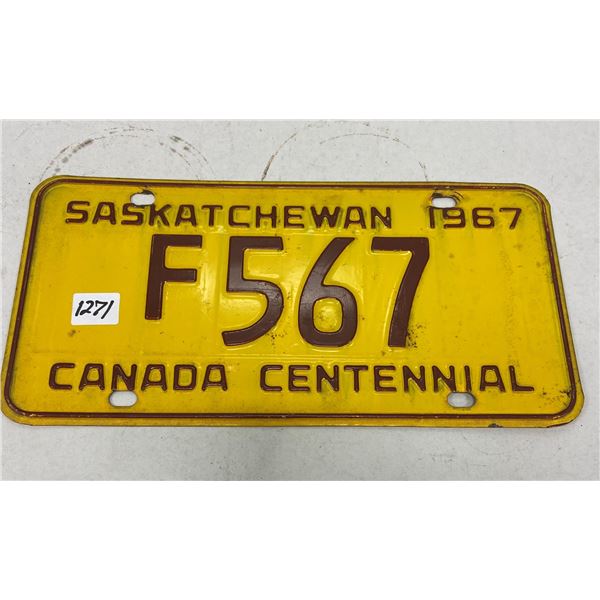 SASKATCHEWAN 1967
F567
1271
CANADA CENTENNIAL